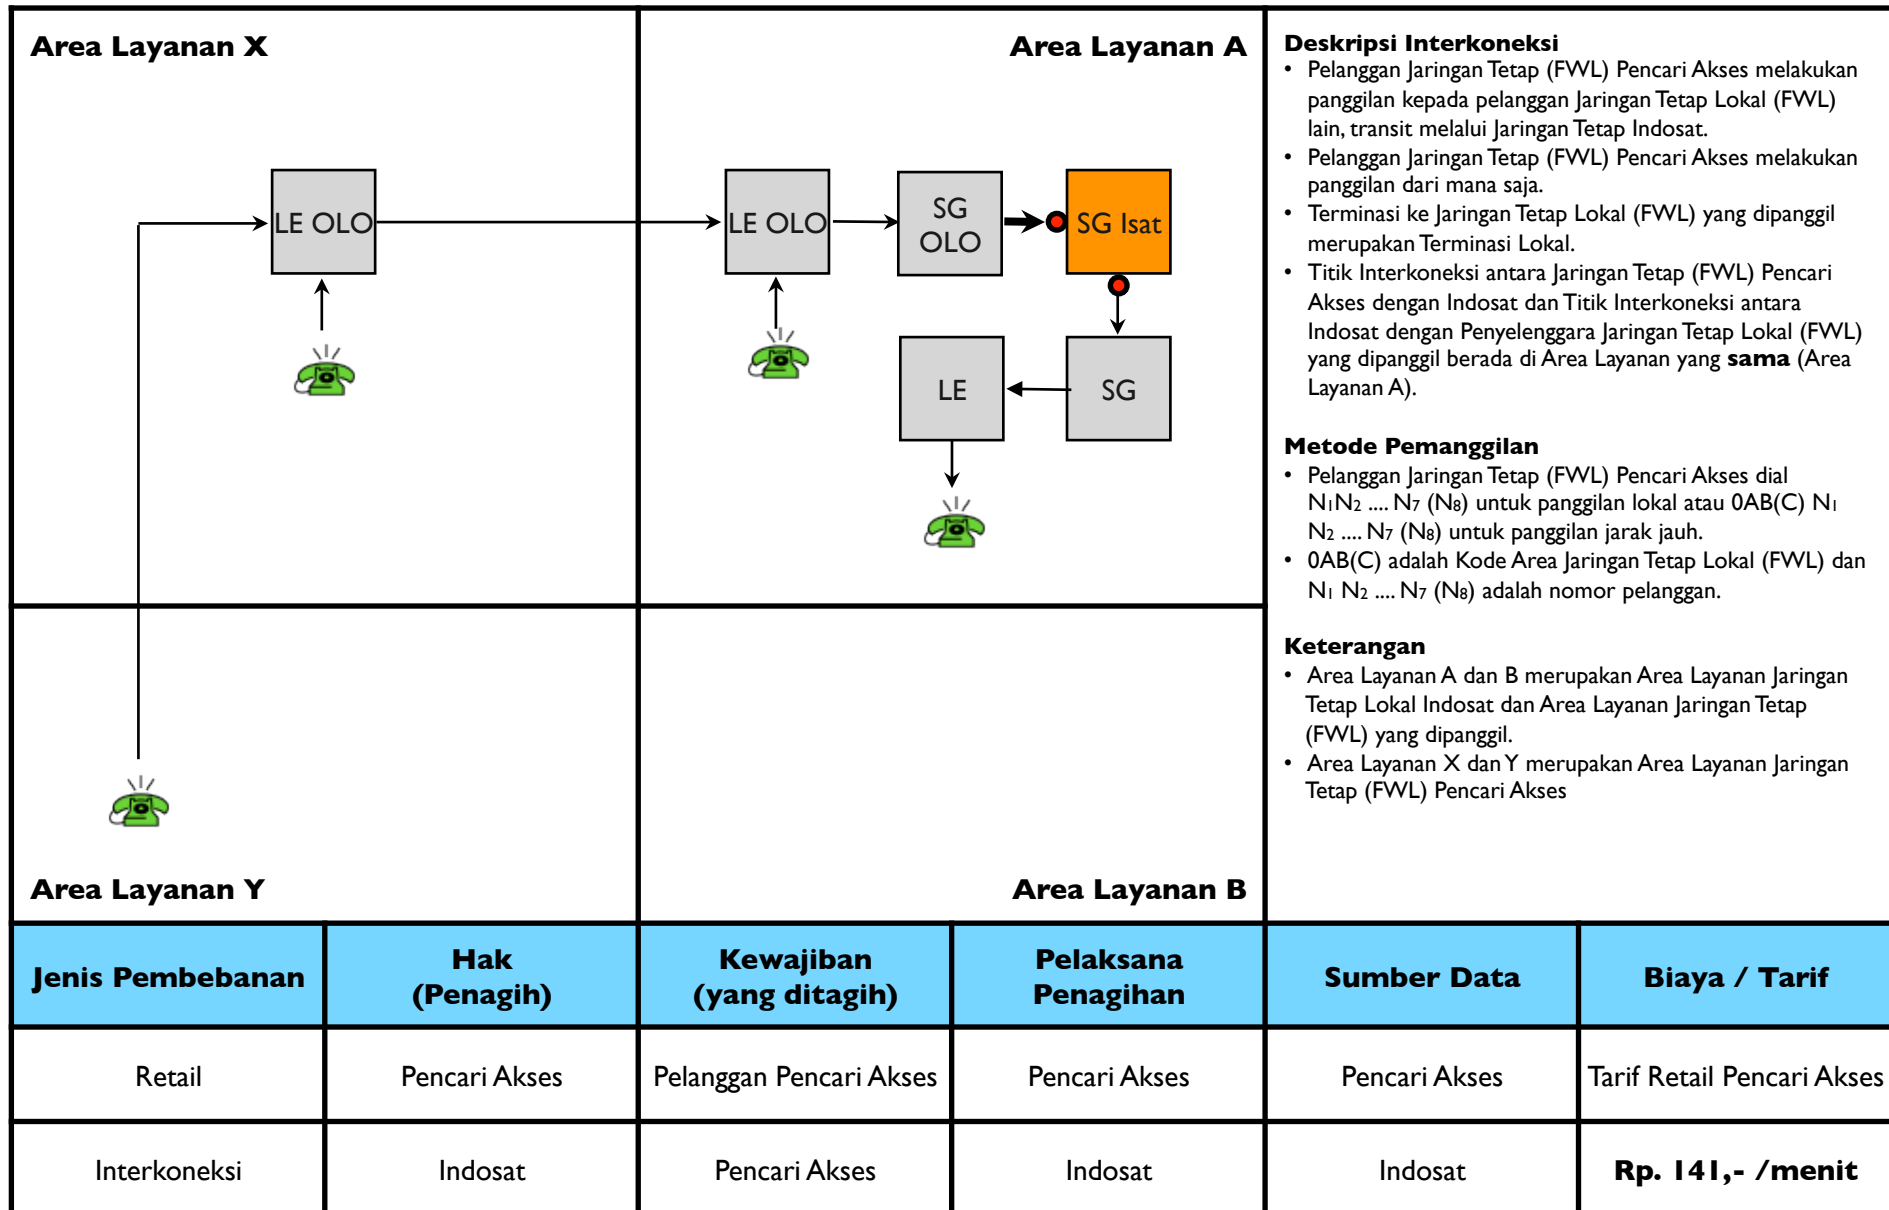 Area Layanan X
Area Layanan A
LE OLO
LE OLO
SG
OLO
SG Isat
LE
SG
Area Layanan Y
Area Layanan B
Deskripsi Interkoneksi
• Pelanggan Jaringan Tetap (FWL) Pencari Akses melakukan
panggilan kepada pelanggan Jaringan Tetap Lokal (FWL)
lain, transit melalui Jaringan Tetap Indosat.
• Pelanggan Jaringan Tetap (FWL) Pencari Akses melakukan
panggilan dari mana saja.
• Terminasi ke Jaringan Tetap Lokal (FWL) yang dipanggil
merupakan Terminasi Lokal.
• Titik Interkoneksi antara Jaringan Tetap (FWL) Pencari
Akses dengan Indosat dan Titik Interkoneksi antara
Indosat dengan Penyelenggara Jaringan Tetap Lokal (FWL)
yang dipanggil berada di Area Layanan yang sama (Area
Layanan A).
Metode Pemanggilan
• Pelanggan Jaringan Tetap (FWL) Pencari Akses dial
N1N2 .... N7 (N8) untuk panggilan lokal atau 0AB(C) N1
N2 .... N7 (N8) untuk panggilan jarak jauh.
• 0AB(C) adalah Kode Area Jaringan Tetap Lokal (FWL) dan
N1 N2 .... N7 (N8) adalah nomor pelanggan.
Keterangan
• Area Layanan A dan B merupakan Area Layanan Jaringan
Tetap Lokal Indosat dan Area Layanan Jaringan Tetap
(FWL) yang dipanggil.
• Area Layanan X dan Y merupakan Area Layanan Jaringan
Tetap (FWL) Pencari Akses
Jenis Pembebanan
Hak
(Penagih)
Kewajiban
(yang ditagih)
Pelaksana
Penagihan
Sumber Data
Biaya / Tarif
Retail
Pencari Akses
Pelanggan Pencari Akses
Pencari Akses
Pencari Akses
Tarif Retail Pencari Akses
Interkoneksi
Indosat
Pencari Akses
Indosat
Indosat
Rp. 141,- /menit